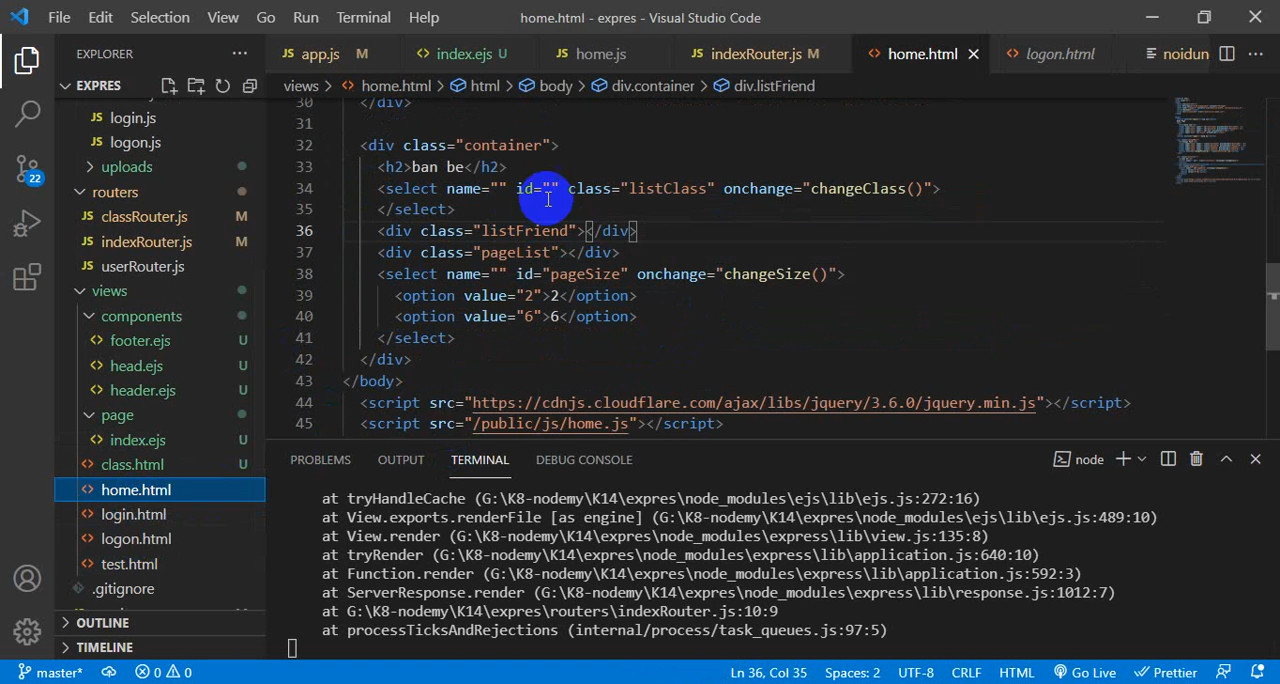 File Edit Selection View Go Run Terminal Help home.html - expres - Visual Studio Code
EXPLORER
app.js M index.ejs U home.js indexRouter.js M home.html logon.html noidun
EXPRES
views > home.html > html > body > div.container > div.listFriend
login.js
logon.js
uploads
routers
classRouter.js M
indexRouter.js M
userRouter.js
views
components
footer.ejs U
head.ejs U
header.ejs U
page
index.ejs U
class.html U
home.html
login.html
logon.html
test.html
.gitignore
OUTLINE
TIMELINE
22
30 </div>
31
32 <div class="container">
33 <h2>ban be</h2>
34 <select name="" id="" class="listClass" onchange="changeClass()">
35 </select>
36 <div class="listFriend"></div>
37 <div class="pageList"></div>
38 <select name="" id="pageSize" onchange="changeSize()">
39 <option value="2">2</option>
40 <option value="6">6</option>
41 </select>
42 </div>
43 </body>
44 <script src="https://cdnjs.cloudflare.com/ajax/libs/jquery/3.6.0/jquery.min.js"></script>
45 <script src="/public/js/home.js"></script>
PROBLEMS OUTPUT TERMINAL DEBUG CONSOLE node
at tryHandleCache (G:\K8-nodemy\K14\expres\node_modules\ejs\lib\ejs.js:272:16)
at View.exports.renderFile [as engine] (G:\K8-nodemy\K14\expres\node_modules\ejs\lib\ejs.js:489:10)
at View.render (G:\K8-nodemy\K14\expres\node_modules\express\lib\view.js:135:8)
at tryRender (G:\K8-nodemy\K14\expres\node_modules\express\lib\application.js:640:10)
at Function.render (G:\K8-nodemy\K14\expres\node_modules\express\lib\application.js:592:3)
at ServerResponse.render (G:\K8-nodemy\K14\expres\node_modules\express\lib\response.js:1012:7)
at G:\K8-nodemy\K14\expres\routers\indexRouter.js:10:9
at processTicksAndRejections (internal/process/task_queues.js:97:5)
master* 0 0 Ln 36, Col 35 Spaces: 2 UTF-8 CRLF HTML Go Live Prettier